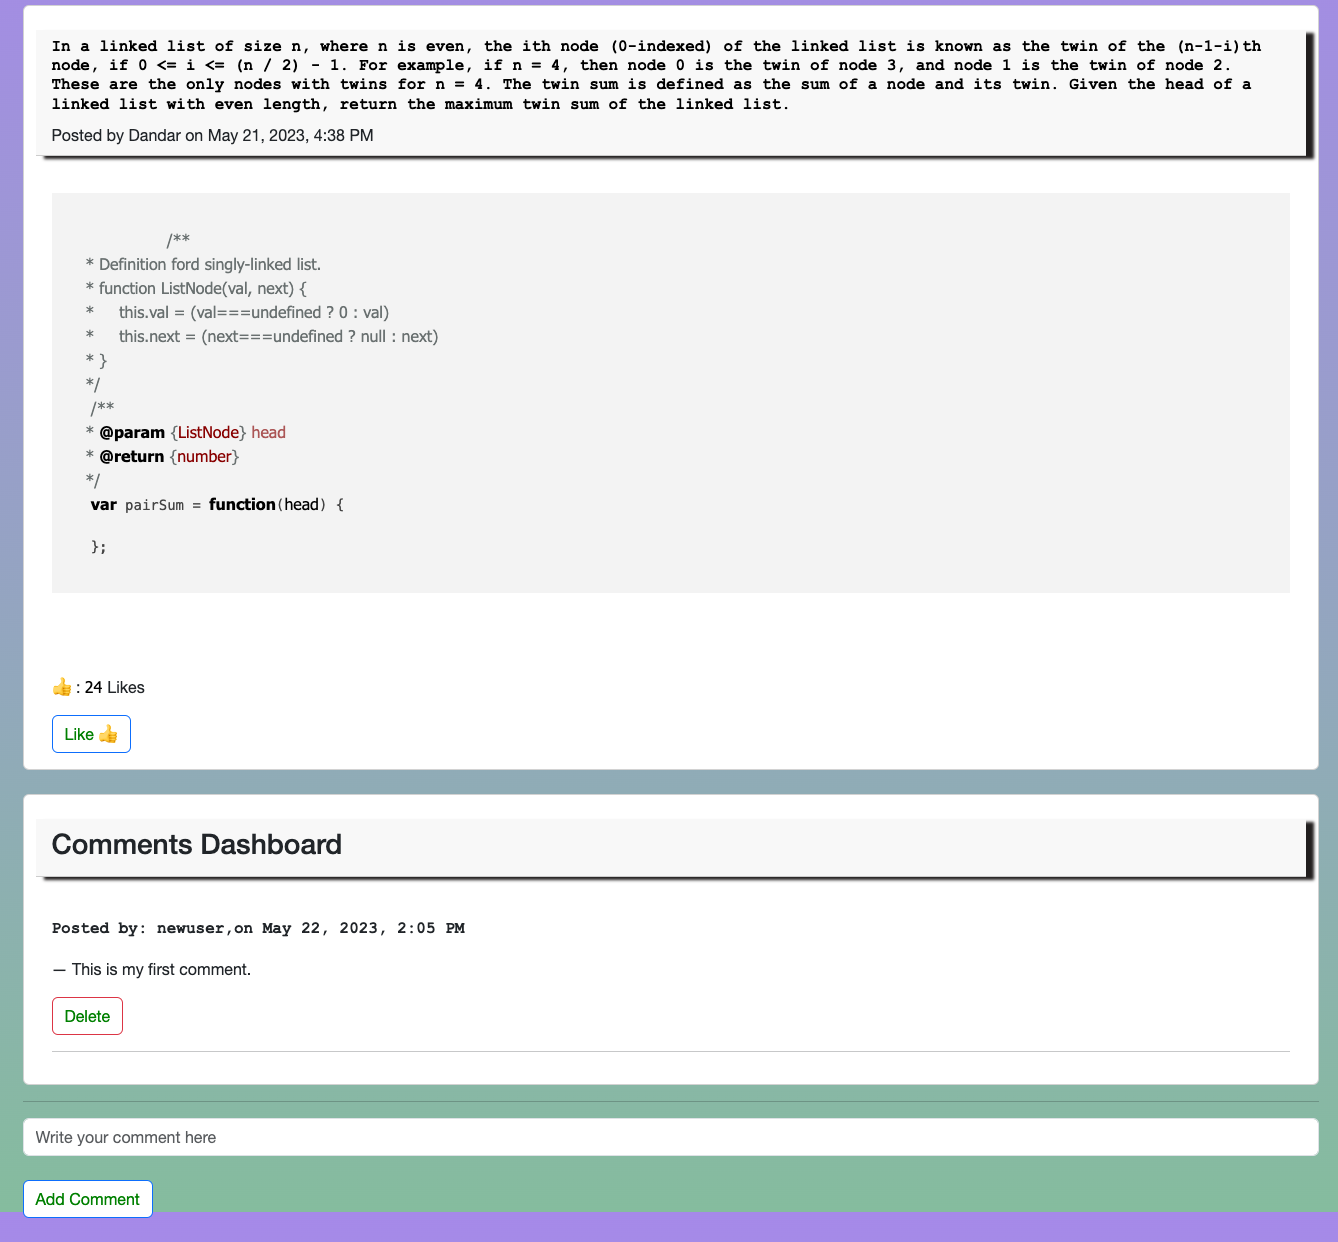 In a linked list of size n, where n is even, the ith node (0-indexed) of the linked list is known as the twin of the (n-1-i)th
node, if 0 <= i <= (n / 2) - 1. For example, if n = 4, then node 0 is the twin of node 3, and node 1 is the twin of node 2.
These are the only nodes with twins for n = 4. The twin sum is defined as the sum of a node and its twin. Given the head of a
linked list with even length, return the maximum twin sum of the linked list.
Posted by Dandar on May 21, 2023, 4:38 PM
/**
* Definition ford singly-linked list.
* function ListNode(val, next) {
*     this.val = (val===undefined ? 0 : val)
*     this.next = (next===undefined ? null : next)
* }
*/
/**
* @param {ListNode} head
* @return {number}
*/
var pairSum = function(head) {
};
👍 : 24 Likes
Like 👍
Comments Dashboard
Posted by: newuser,on May 22, 2023, 2:05 PM
— This is my first comment.
Delete
Write your comment here
Add Comment